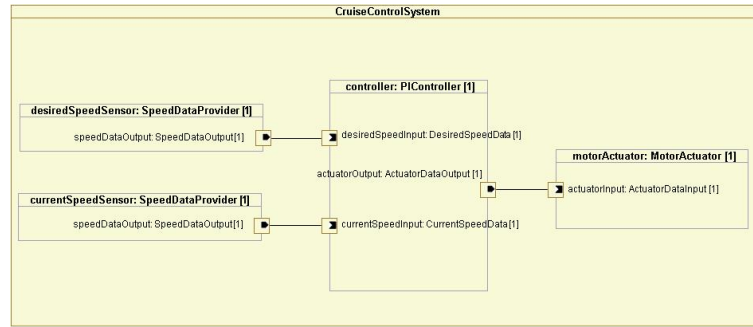 CruiseControlSystem
controller: PIController [1]
desiredSpeedSensor: SpeedDataProvider [1]
speedDataOutput: SpeedDataOutput[1]
desiredSpeedInput: DesiredSpeedData [1]
motorActuator: MotorActuator [1]
actuatorOutput: ActuatorDataOutput [1]
actuatorInput: ActuatorDataInput [1]
currentSpeedSensor: SpeedDataProvider [1]
speedDataOutput: SpeedDataOutput[1]
currentSpeedInput: CurrentSpeedData [1]